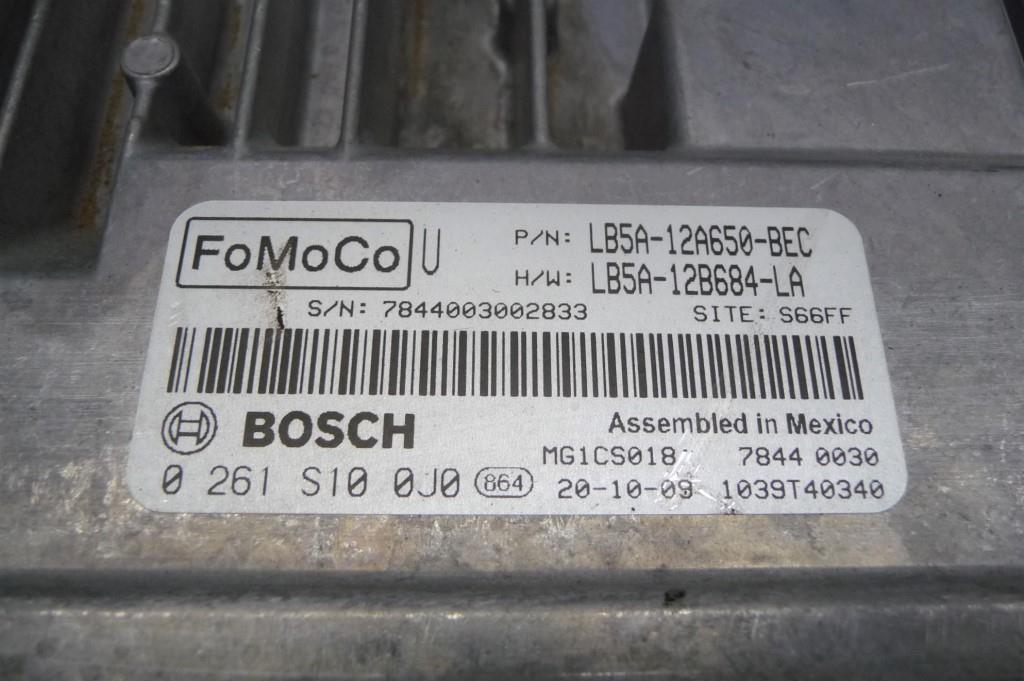 FoMoCo U P/N: LB5A-12A650-BEC
H/W: LB5A-12B684-LA
S/N: 7844003002833 SITE: S66FF
BOSCH Assembled in Mexico
MG1CS018 7844 0030
0 261 S10 0J0 864 20-10-09 1039T40340